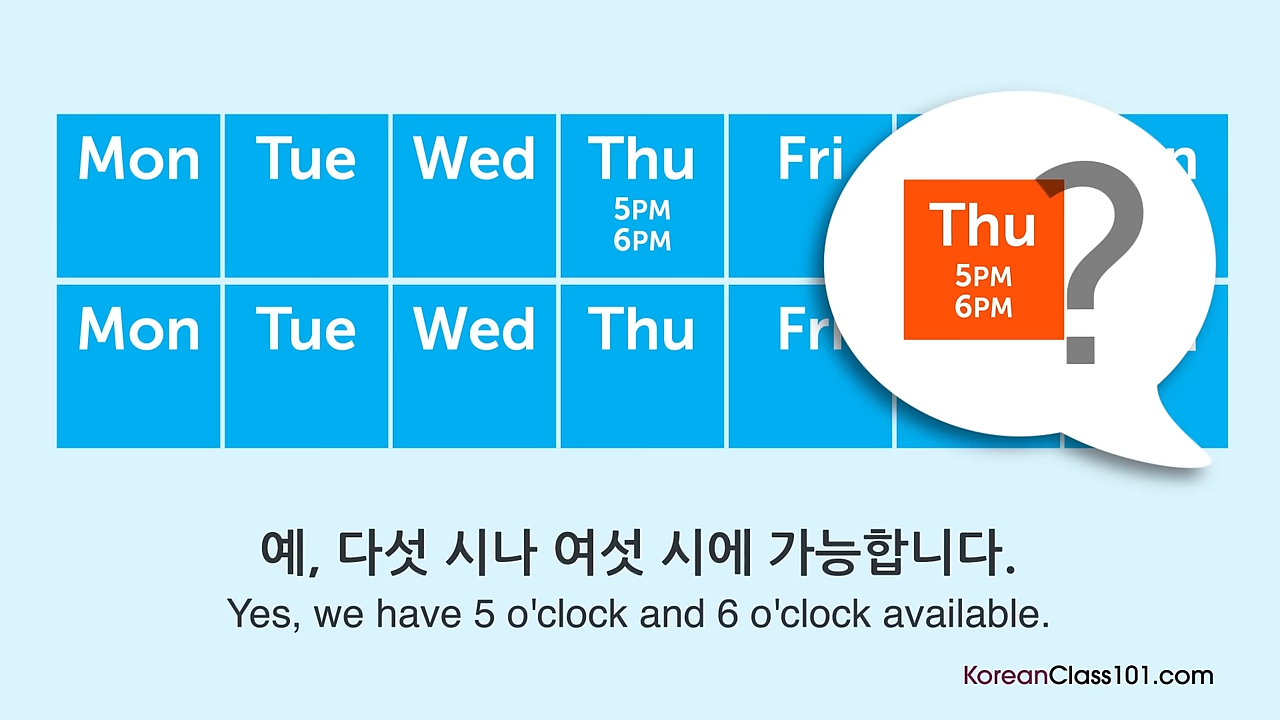 Mon Tue Wed Thu Fri
5PM
6PM
Thu
5PM
6PM
Mon Tue Wed Thu
예, 다섯 시나 여섯 시에 가능합니다.
Yes, we have 5 o'clock and 6 o'clock available.
KoreanClass101.com